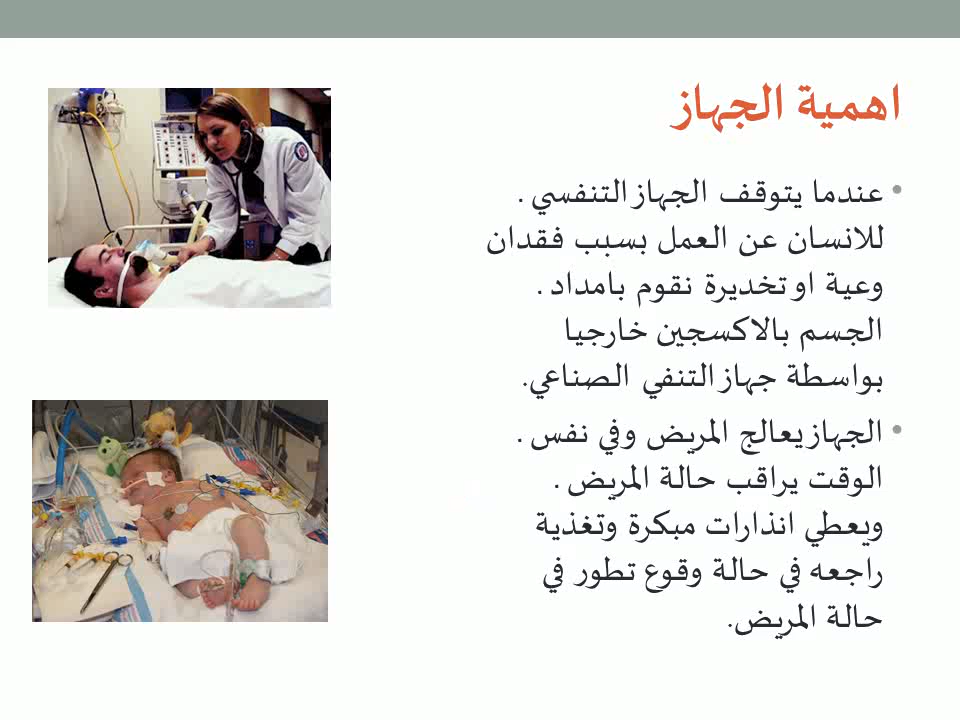 اهمية الجهاز
• عندما يتوقف الجهاز التنفسي .
للانسان عن العمل بسبب فقدان
وعية او تخديرة نقوم بامداد .
الجسم بالاكسجين خارجيا
بواسطة جهاز التنفي الصناعي.
• الجهاز يعالج المريض وفي نفس .
الوقت يراقب حالة المريض .
ويعطي انذارات مبكرة وتغذية
راجعه في حالة وقوع تطور في
حالة المريض.